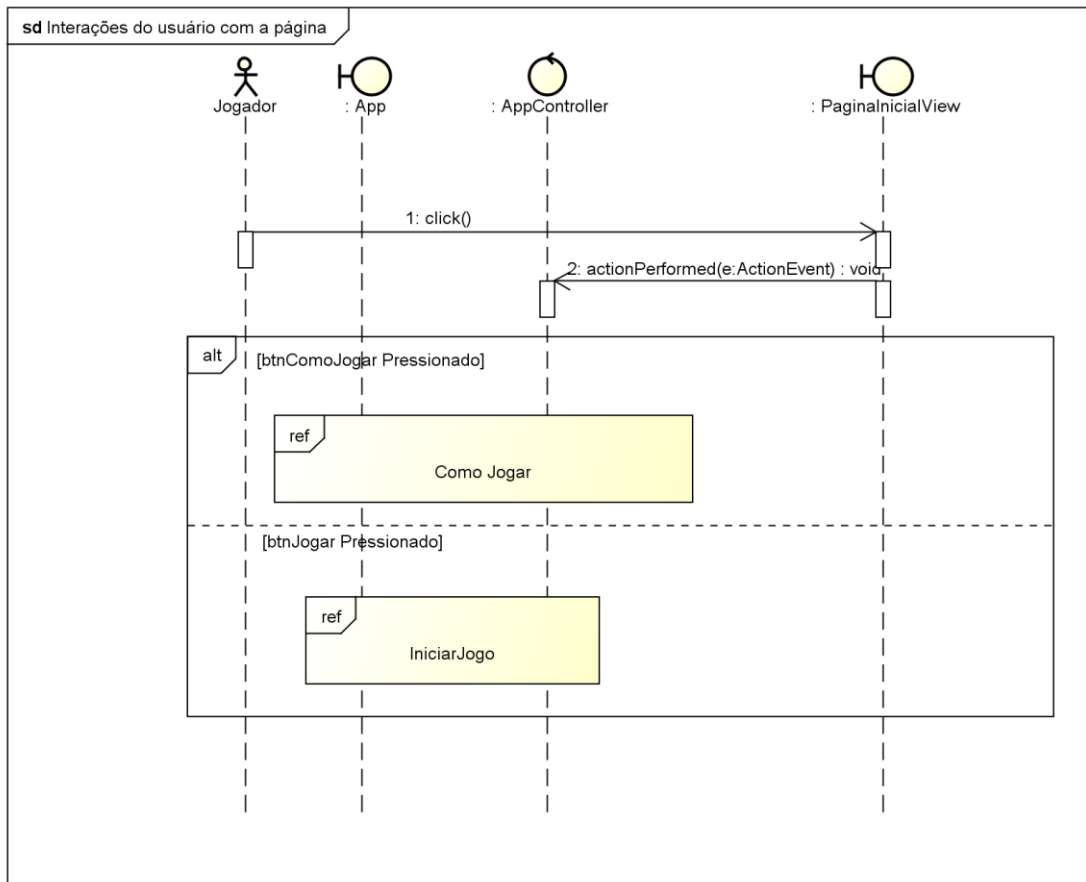 sd Interações do usuário com a página
Jogador
: App
: AppController
: PaginaInicialView
1: click()
2: actionPerformed(e:ActionEvent) : void
alt
[btnComoJogar Pressionado]
ref
Como Jogar
[btnJogar Pressionado]
ref
IniciarJogo